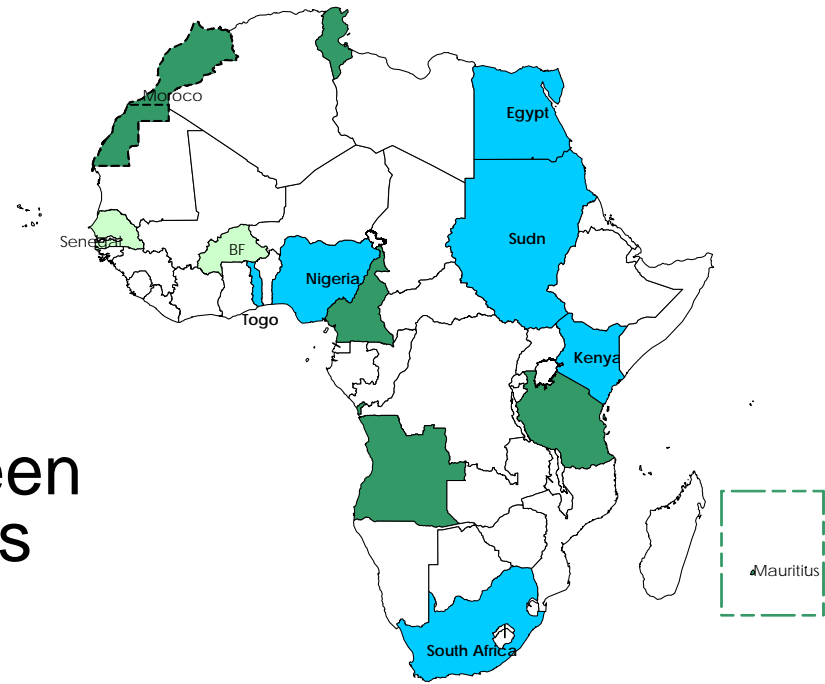 Moroco
Egypt
Senegal
BF
Sudn
Nigeria
Togo
Kenya
een
s
Mauritius
South Africa